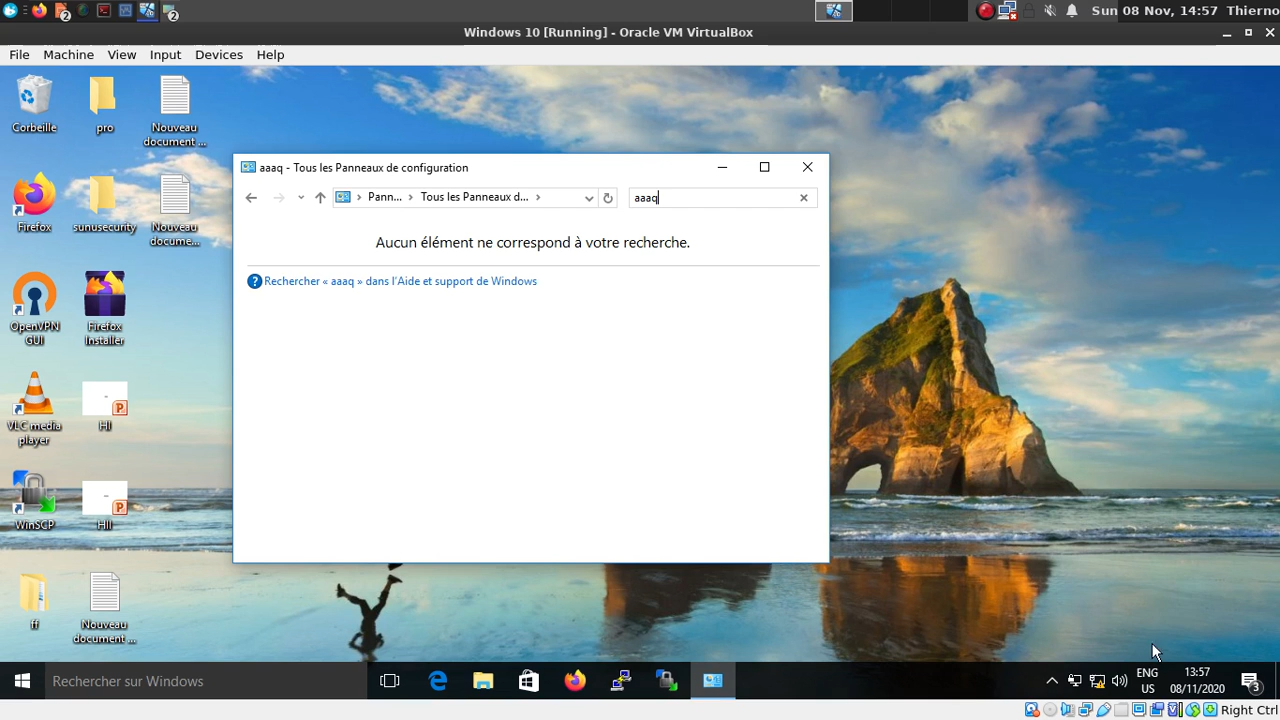 Sun 08 Nov, 14:57 Thierno
Windows 10 [Running] - Oracle VM VirtualBox
File Machine View Input Devices Help
Corbeille
pro
Nouveau
document ...
Firefox
sunusecurity
Nouveau
docume...
OpenVPN
GUI
Firefox
Installer
VLC media
player
HI
WinSCP
HII
ff
Nouveau
document ...
aaaq - Tous les Panneaux de configuration
Pann... Tous les Panneaux d...
aaaq
Aucun élément ne correspond à votre recherche.
Rechercher « aaaq » dans l'Aide et support de Windows
Rechercher sur Windows
ENG
US
13:57
08/11/2020
3
Right Ctrl